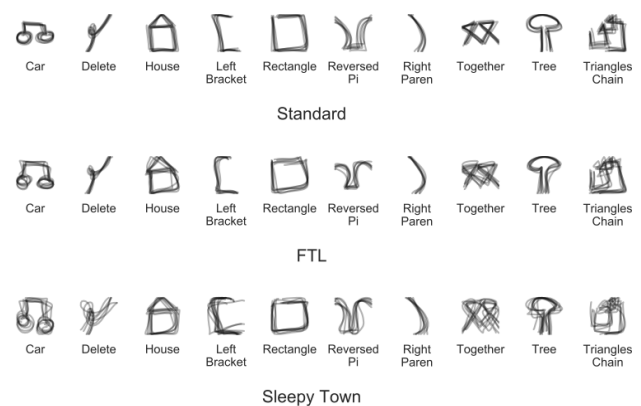 Car Delete House Left Bracket Rectangle Reversed Pi Right Paren Together Tree Triangles Chain
Standard
Car Delete House Left Bracket Rectangle Reversed Pi Right Paren Together Tree Triangles Chain
FTL
Car Delete House Left Bracket Rectangle Reversed Pi Right Paren Together Tree Triangles Chain
Sleepy Town